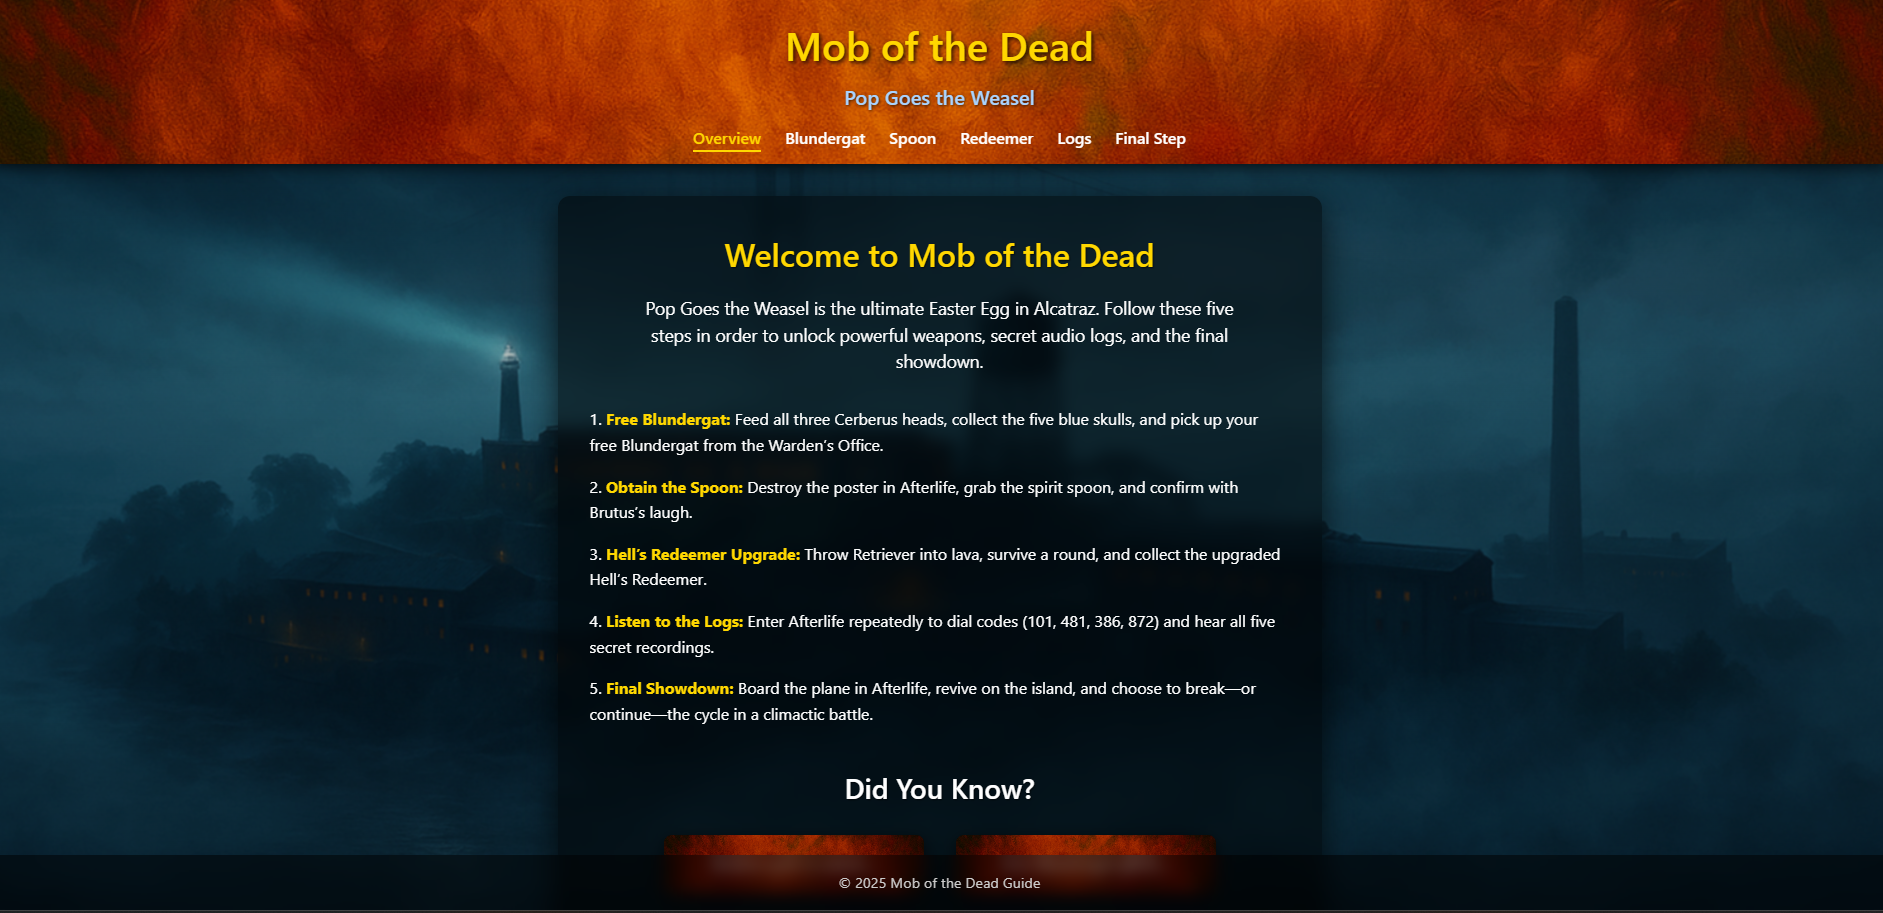 Mob of the Dead
Pop Goes the Weasel
Overview Blundergat Spoon Redeemer Logs Final Step
Welcome to Mob of the Dead
Pop Goes the Weasel is the ultimate Easter Egg in Alcatraz. Follow these five
steps in order to unlock powerful weapons, secret audio logs, and the final
showdown.
1. Free Blundergat: Feed all three Cerberus heads, collect the five blue skulls, and pick up your
free Blundergat from the Warden’s Office.
2. Obtain the Spoon: Destroy the poster in Afterlife, grab the spirit spoon, and confirm with
Brutus’s laugh.
3. Hell’s Redeemer Upgrade: Throw Retriever into lava, survive a round, and collect the upgraded
Hell’s Redeemer.
4. Listen to the Logs: Enter Afterlife repeatedly to dial codes (101, 481, 386, 872) and hear all five
secret recordings.
5. Final Showdown: Board the plane in Afterlife, revive on the island, and choose to break—or
continue—the cycle in a climactic battle.
Did You Know?
© 2025 Mob of the Dead Guide